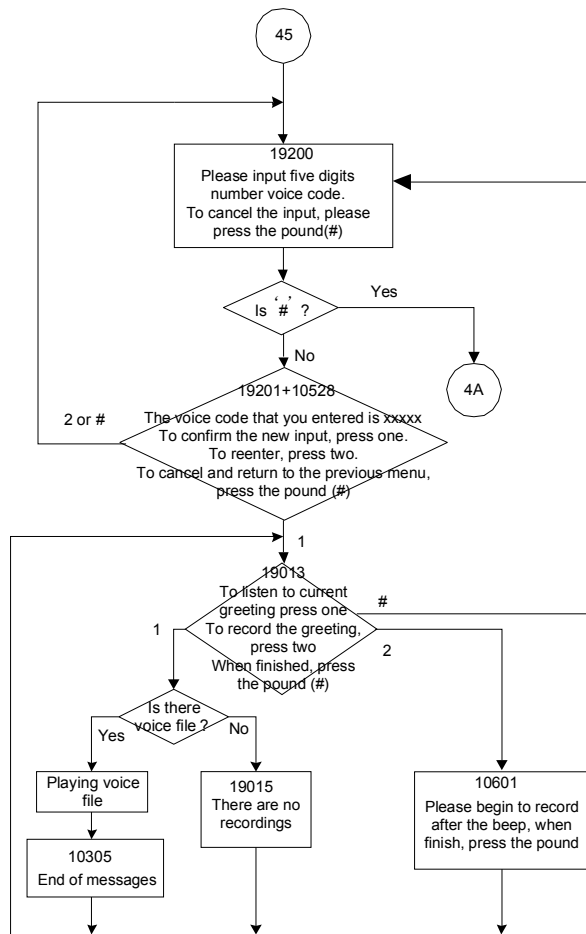 45
19200
Please input five digits
number voice code.
To cancel the input, please
press the pound(#)
Is '#' ?
Yes
4A
No
19201+10528
The voice code that you entered is xxxxx
To confirm the new input, press one.
To reenter, press two.
To cancel and return to the previous menu,
press the pound (#)
2 or #
1
19013
To listen to current
greeting press one
To record the greeting,
press two
When finished, press
the pound (#)
#
1
2
Is there
voice file ?
Yes
No
Playing voice
file
10305
End of messages
19015
There are no
recordings
10601
Please begin to record
after the beep, when
finish, press the pound